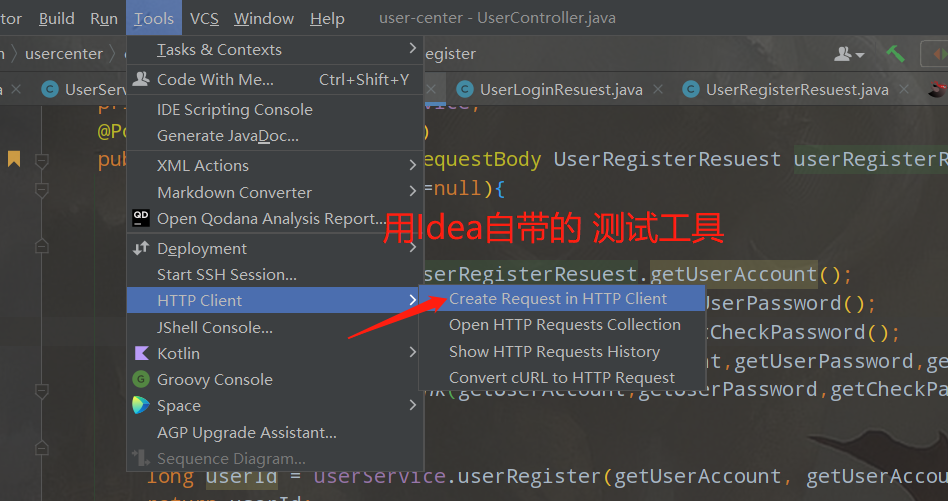 tor Build Run Tools VCS Window Help user-center - UserController.java
usercenter egister
UserSer UserLoginResuest.java UserRegisterResuest.java
Tasks & Contexts
Code With Me... Ctrl+Shift+Y
IDE Scripting Console
Generate JavaDoc...
XML Actions
Markdown Converter
Open Qodana Analysis Report...
Deployment
Start SSH Session...
HTTP Client
JShell Console...
Kotlin
Groovy Console
Space
AGP Upgrade Assistant...
Sequence Diagram...
Create Request in HTTP Client
Open HTTP Requests Collection
Show HTTP Requests History
Convert cURL to HTTP Request
用Idea自带的 测试工具
@Po )
pub equestBody UserRegisterResuest userRegisterR
=null){
serRegisterResuest.getUserAccount();
UserPassword();
tCheckPassword();
nt,getUserPassword,ge
nk(getUserAccount,getUserPassword,getCheckPa
long userId = userService.userRegister(getUserAccount, getUserAccou
return userId;